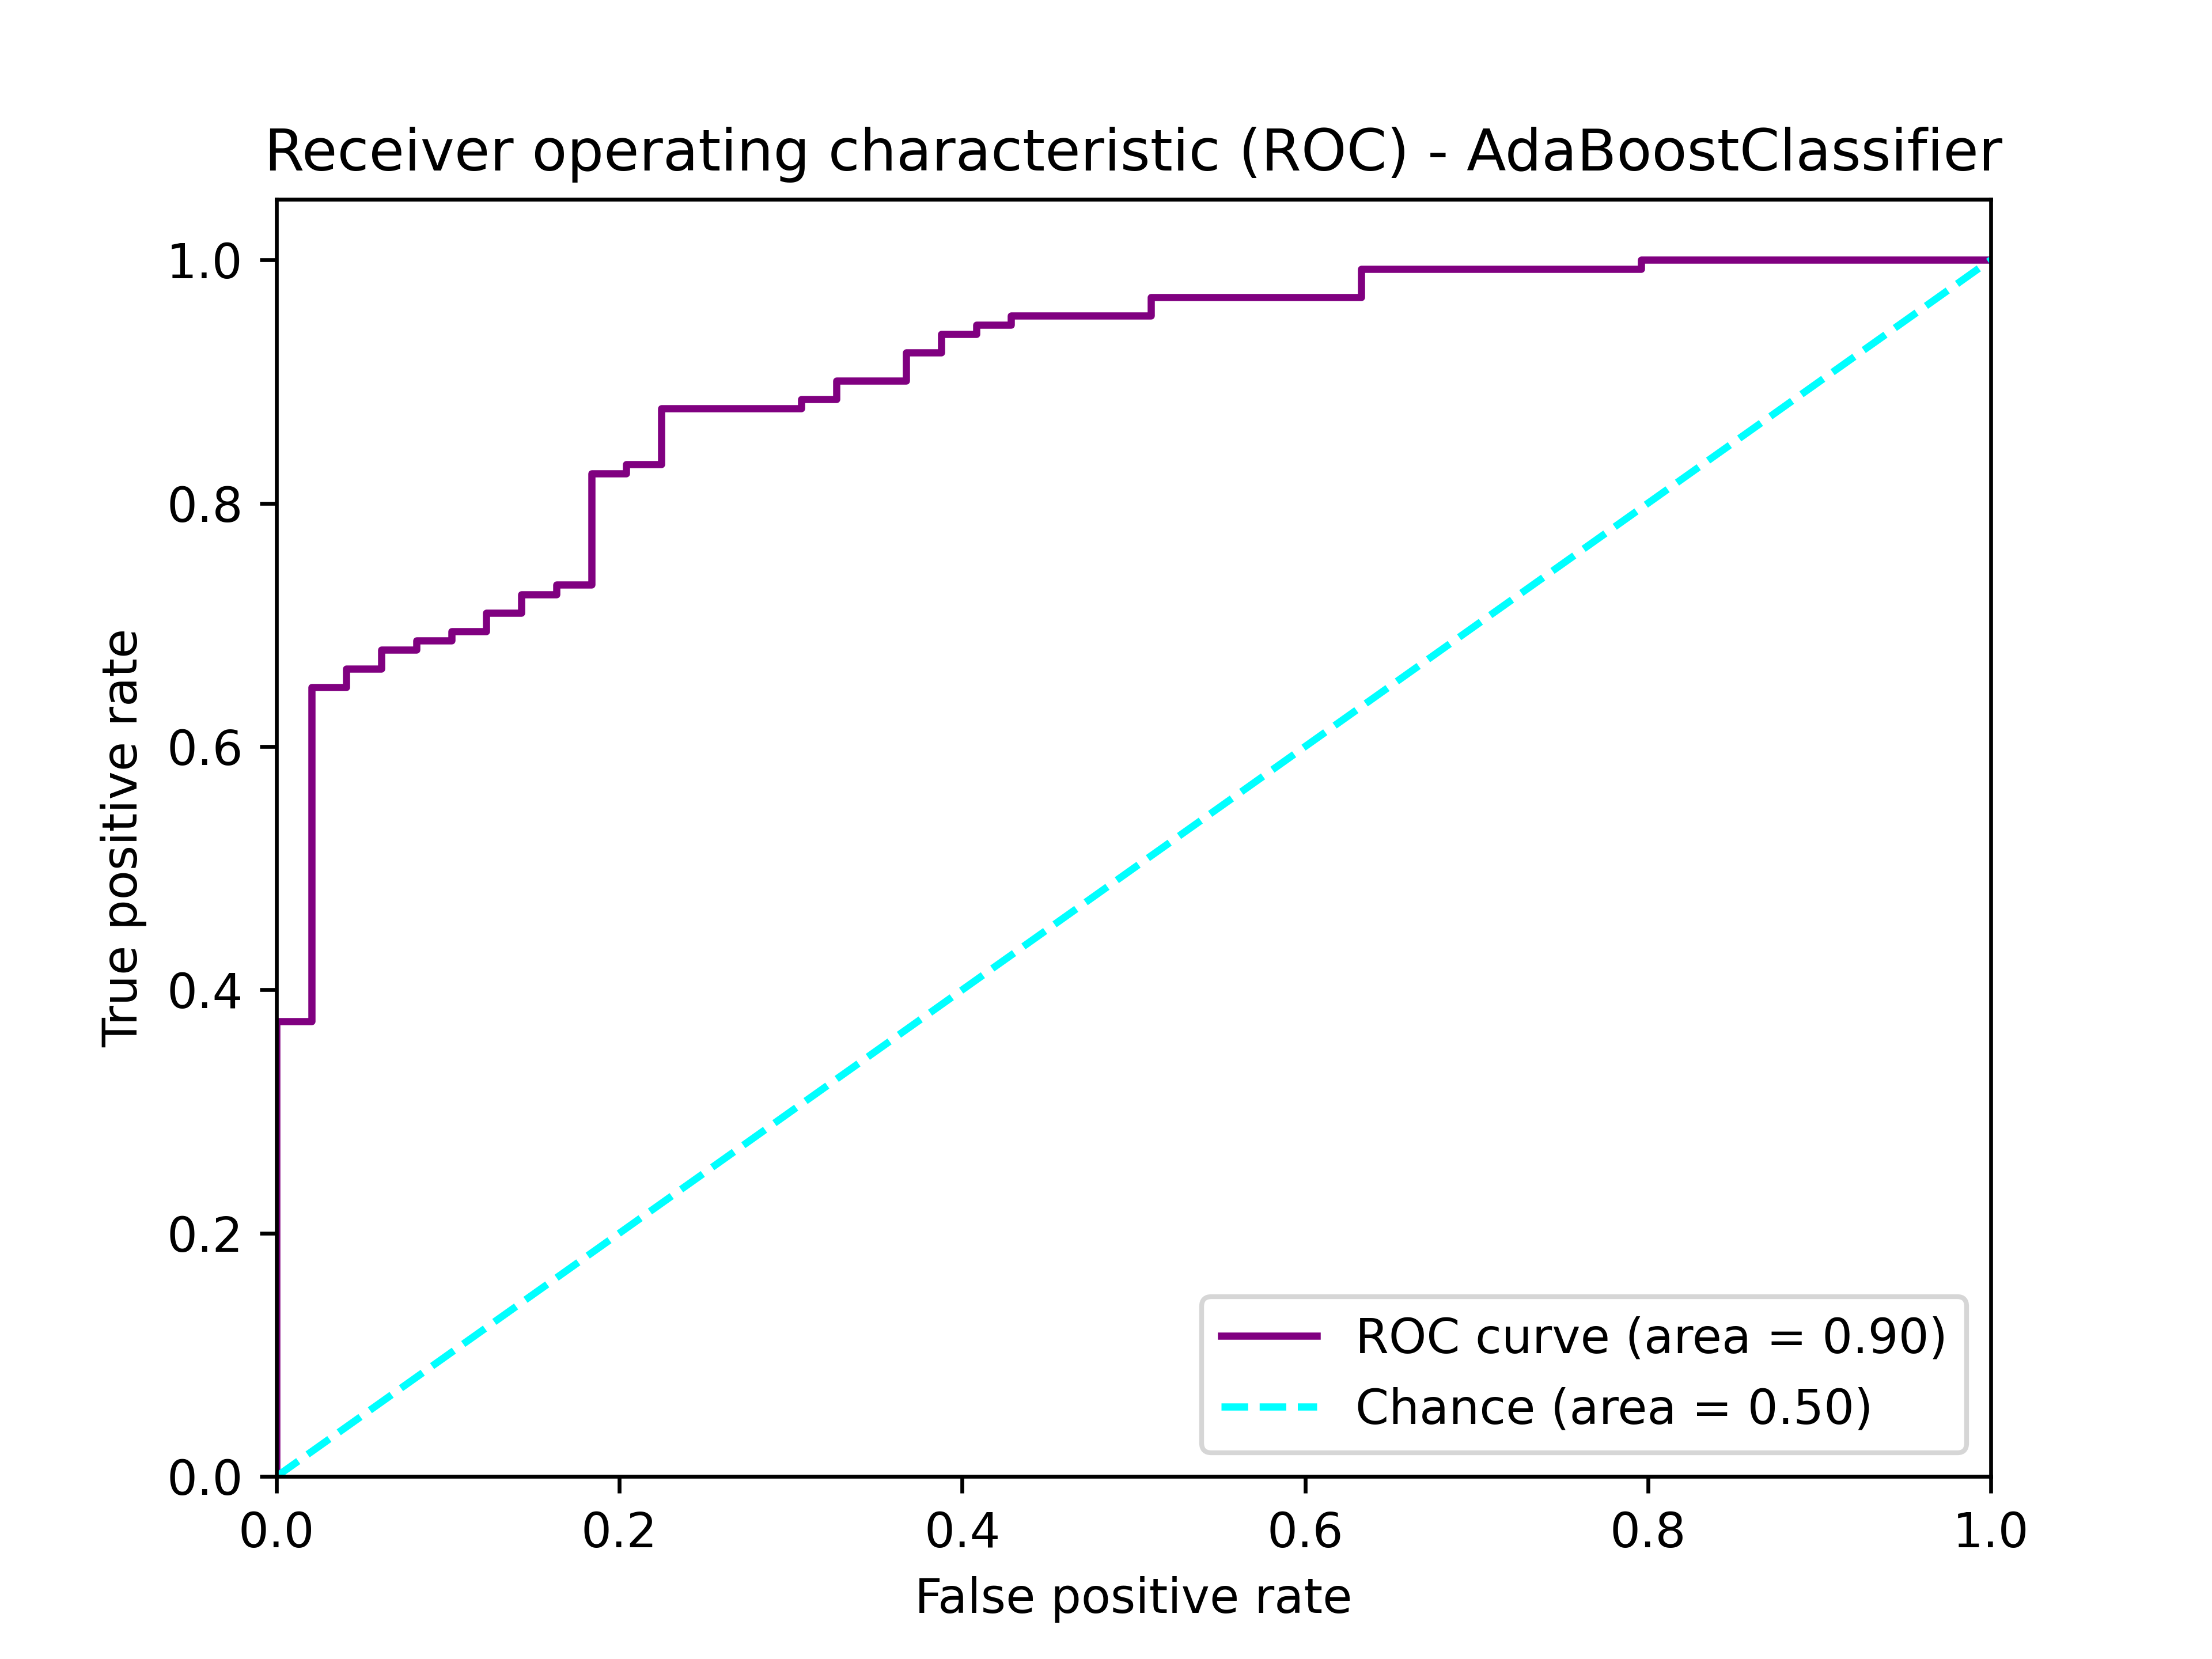 Receiver operating characteristic (ROC) - AdaBoostClassifier
True positive rate
1.0
0.8
0.6
0.4
0.2
0.0
0.0 0.2 0.4 0.6 0.8 1.0
False positive rate
ROC curve (area = 0.90)
Chance (area = 0.50)